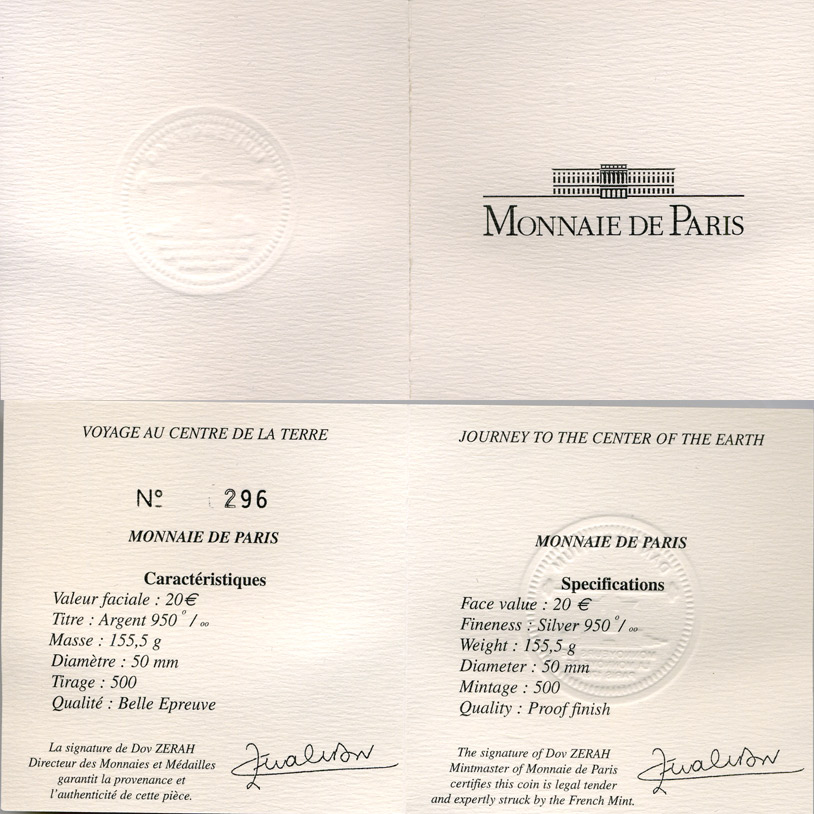 MONNAIE DE PARIS
VOYAGE AU CENTRE DE LA TERRE
Nº 296
MONNAIE DE PARIS
Caractéristiques
Valeur faciale : 20€
Titre : Argent 950 °/ₒₒ
Masse : 155,5 g
Diamètre : 50 mm
Tirage : 500
Qualité : Belle Epreuve
La signature de Dov ZERAH
Directeur des Monnaies et Médailles
garantit la provenance et
l'authenticité de cette pièce.
JOURNEY TO THE CENTER OF THE EARTH
MONNAIE DE PARIS
Specifications
Face value : 20 €
Fineness : Silver 950 °/ₒₒ
Weight : 155,5 g
Diameter : 50 mm
Mintage : 500
Quality : Proof finish
The signature of Dov ZERAH
Mintmaster of Monnaie de Paris
certifies this coin is legal tender
and expertly struck by the French Mint.